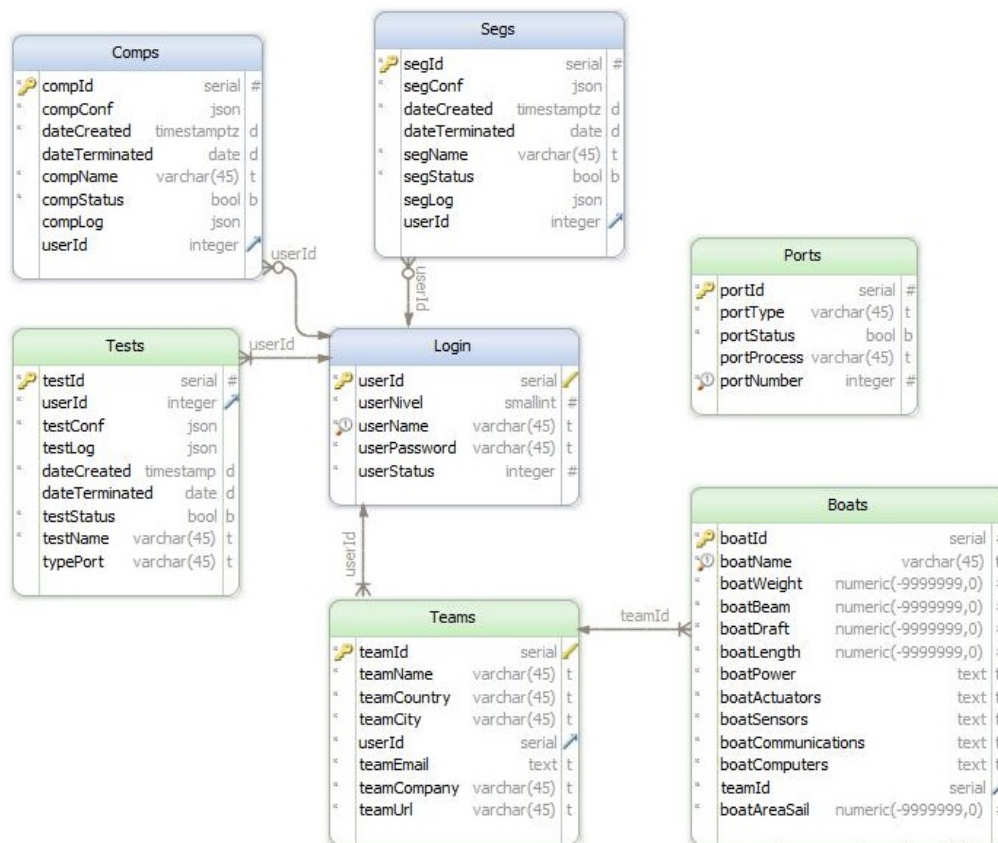 Comps
compId serial #
compConf json
dateCreated timestamptz d
dateTerminated date d
compName varchar(45) t
compStatus bool b
compLog json
userId integer
userId
Segs
segId serial #
segConf json
dateCreated timestamptz d
dateTerminated date d
segName varchar(45) t
segStatus bool b
segLog json
userId integer
userId
Ports
portId serial #
portType varchar(45) t
portStatus bool b
portProcess varchar(45) t
portNumber integer #
Tests
testId serial #
userId integer
testConf json
testLog json
dateCreated timestamp d
dateTerminated date d
testStatus bool b
testName varchar(45) t
typePort varchar(45) t
userId
Login
userId serial
userNivel smallint #
userName varchar(45) t
userPassword varchar(45) t
userStatus integer #
userId
Teams
teamId serial
teamName varchar(45) t
teamCountry varchar(45) t
teamCity varchar(45) t
userId serial
teamEmail text t
teamCompany varchar(45) t
teamUrl varchar(45) t
teamId
Boats
boatId serial #
boatName varchar(45) t
boatWeight numeric(-9999999,0) #
boatBeam numeric(-9999999,0) #
boatDraft numeric(-9999999,0) #
boatLength numeric(-9999999,0) #
boatPower text t
boatActuators text t
boatSensors text t
boatCommunications text t
boatComputers text t
teamId serial
boatAreaSail numeric(-9999999,0) #